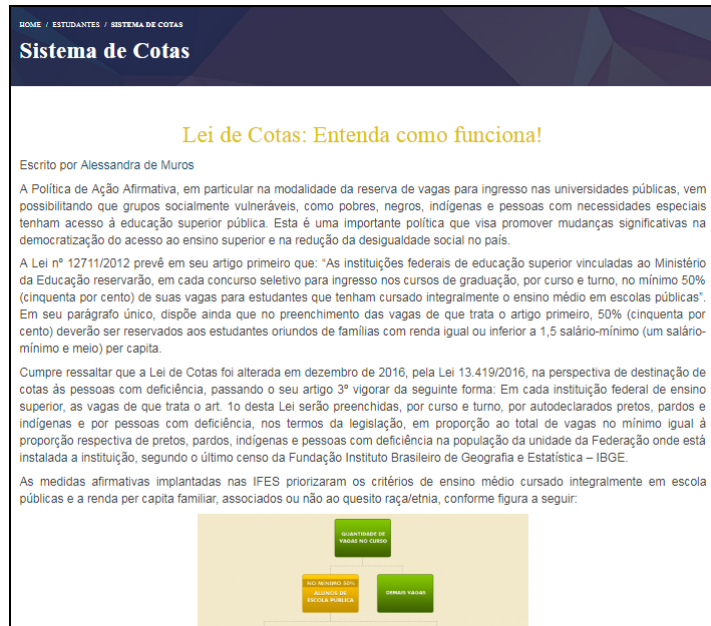 HOME / ESTUDANTES / SISTEMA DE COTAS
Sistema de Cotas
Lei de Cotas: Entenda como funciona!
Escrito por Alessandra de Muros
A Política de Ação Afirmativa, em particular na modalidade da reserva de vagas para ingresso nas universidades públicas, vem
possibilitando que grupos socialmente vulneráveis, como pobres, negros, indígenas e pessoas com necessidades especiais
tenham acesso á educação superior pública. Esta é uma importante política que visa promover mudanças significativas na
democratização do acesso ao ensino superior e na redução da desigualdade social no país.
A Lei nº 12711/2012 prevê em seu artigo primeiro que: “As instituições federais de educação superior vinculadas ao Ministério
da Educação reservarão, em cada concurso seletivo para ingresso nos cursos de graduação, por curso e turno, no mínimo 50%
(cinquenta por cento) de suas vagas para estudantes que tenham cursado integralmente o ensino médio em escolas públicas”.
Em seu parágrafo único, dispõe ainda que no preenchimento das vagas de que trata o artigo primeiro, 50% (cinquenta por
cento) deverão ser reservados aos estudantes oriundos de famílias com renda igual ou inferior a 1,5 salário-mínimo (um salário-
mínimo e meio) per capita.
Cumpre ressaltar que a Lei de Cotas foi alterada em dezembro de 2016, pela Lei 13.419/2016, na perspectiva de destinação de
cotas às pessoas com deficiência, passando o seu artigo 3º vigorar da seguinte forma: Em cada instituição federal de ensino
superior, as vagas de que trata o art. 1o desta Lei serão preenchidas, por curso e turno, por autodeclarados pretos, pardos e
indígenas e por pessoas com deficiência, nos termos da legislação, em proporção ao total de vagas no mínimo igual à
proporção respectiva de pretos, pardos, indígenas e pessoas com deficiência na população da unidade da Federação onde está
instalada a instituição, segundo o último censo da Fundação Instituto Brasileiro de Geografia e Estatística – IBGE.
As medidas afirmativas implantadas nas IFES priorizaram os critérios de ensino médio cursado integralmente em escola
públicas e a renda per capita familiar, associados ou não ao quesito raça/etnia, conforme figura a seguir:
QUANTIDADE DE
VAGAS NO CURSO
NO MÍNIMO 50%
ALUNOS DE
ESCOLA PÚBLICA
DEMAIS VAGAS